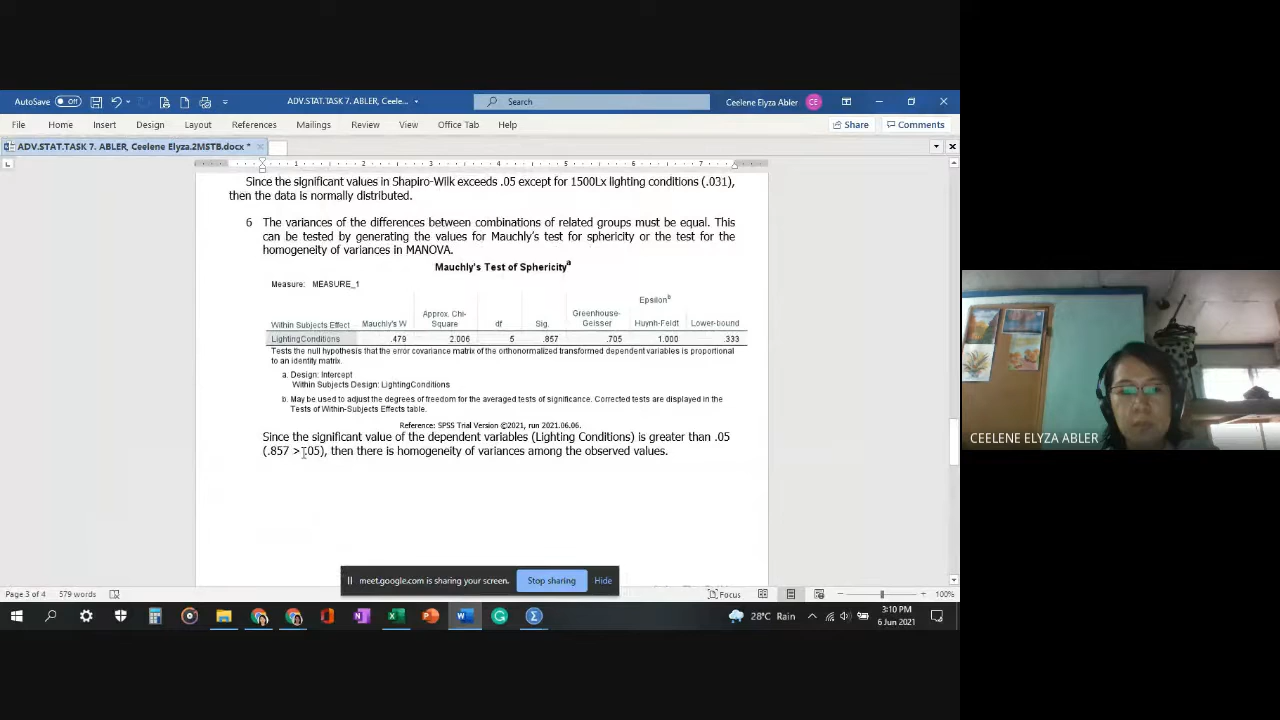 AutoSave Off
ADV.STAT.TASK 7. ABLER, Ceele...
Search
Ceelene Elyza Abler CE
File Home Insert Design Layout References Mailings Review View Office Tab Help Share Comments
ADV.STAT.TASK 7. ABLER, Ceelene Elyza.2MSTB.docx *
1 2 3 4 5 6 7
Since the significant values in Shapiro-Wilk exceeds .05 except for 1500Lx lighting conditions (.031),
then the data is normally distributed.
6 The variances of the differences between combinations of related groups must be equal. This
can be tested by generating the values for Mauchly's test for sphericity or the test for the
homogeneity of variances in MANOVA.
Mauchly's Test of Sphericitya
Measure: MEASURE_1
Epsilonb
Within Subjects Effect Mauchly's W Approx. Chi-Square df Sig. Greenhouse-Geisser Huynh-Feldt Lower-bound
LightingConditions .479 2.006 5 .857 .705 1.000 .333
Tests the null hypothesis that the error covariance matrix of the orthonormalized transformed dependent variables is proportional
to an identity matrix.
a. Design: Intercept
Within Subjects Design: LightingConditions
b. May be used to adjust the degrees of freedom for the averaged tests of significance. Corrected tests are displayed in the
Tests of Within-Subjects Effects table.
Reference: SPSS Trial Version ©2021, run 2021.06.06.
Since the significant value of the dependent variables (Lighting Conditions) is greater than .05
(.857 > .05), then there is homogeneity of variances among the observed values.
CEELENE ELYZA ABLER
meet.google.com is sharing your screen. Stop sharing Hide
Page 3 of 4 579 words Focus 100%
28°C Rain
3:10 PM
6 Jun 2021